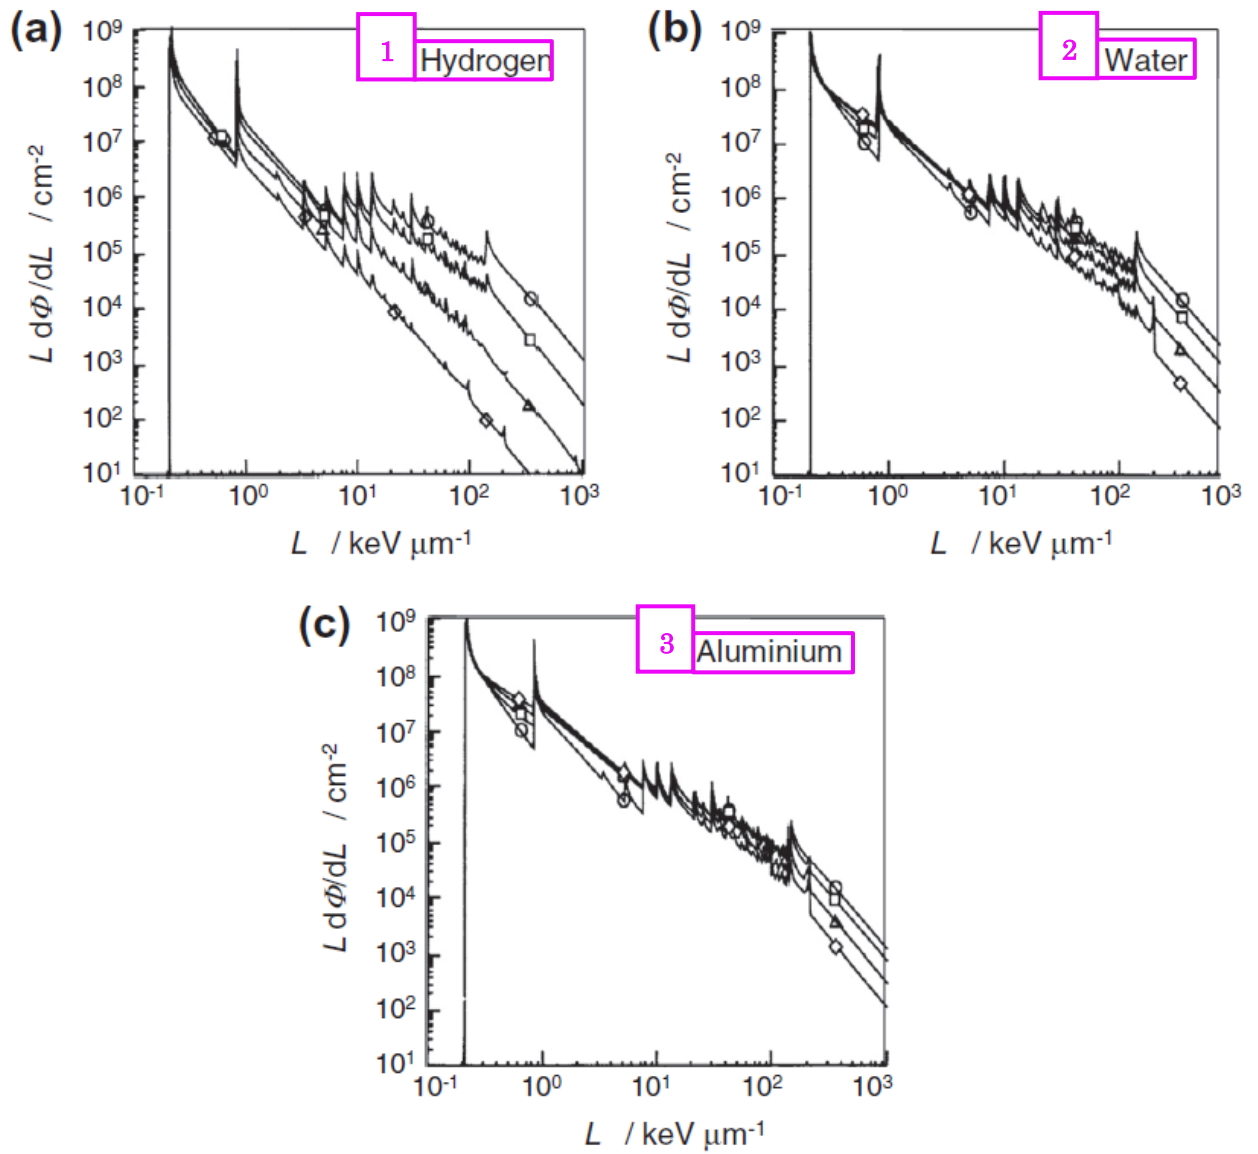 (a)
1
Hydrogen
10⁹
10⁸
10⁷
10⁶
10⁵
10⁴
10³
10²
10¹
L dΦ/dL / cm⁻²
10⁻¹ 10⁰ 10¹ 10² 10³
L / keV μm⁻¹
(b)
2
Water
10⁹
10⁸
10⁷
10⁶
10⁵
10⁴
10³
10²
10¹
L dΦ/dL / cm⁻²
10⁻¹ 10⁰ 10¹ 10² 10³
L / keV μm⁻¹
(c)
3
Aluminium
10⁹
10⁸
10⁷
10⁶
10⁵
10⁴
10³
10²
10¹
L dΦ/dL / cm⁻²
10⁻¹ 10⁰ 10¹ 10² 10³
L / keV μm⁻¹